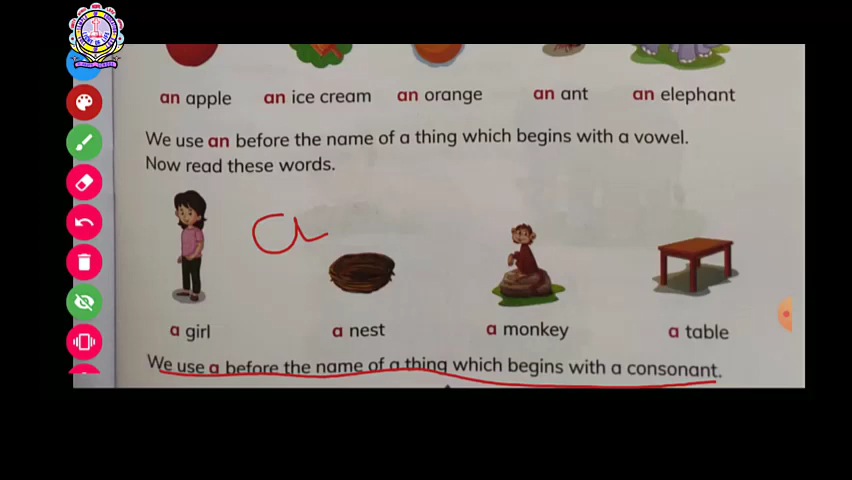 an apple an ice cream an orange an ant an elephant
We use an before the name of a thing which begins with a vowel.
Now read these words.
a
a girl a nest a monkey a table
We use a before the name of a thing which begins with a consonant.